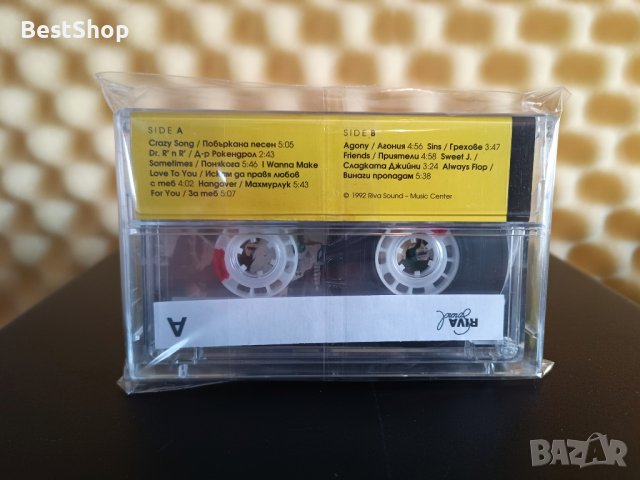 BestShop
SIDE A
Crazy Song / Побъркана песен 5:05
Dr. R' n R' / Д-р Рокендрол 2:43
Sometimes / Понякога 5:46 I Wanna Make
Love To You / Искам да правя любов
с теб 4:02 Hangover / Махмурлук 5:43
For You / За теб 5:07
SIDE B
Agony / Агония 4:56 Sins / Грехове 3:47
Friends / Приятели 4:58 Sweet J. /
Сладката Джийни 3:24 Always Flop /
Винаги пропадам 5:38
© 1992 Riva Sound – Music Center
A
RIVA
Sound
BAZAR